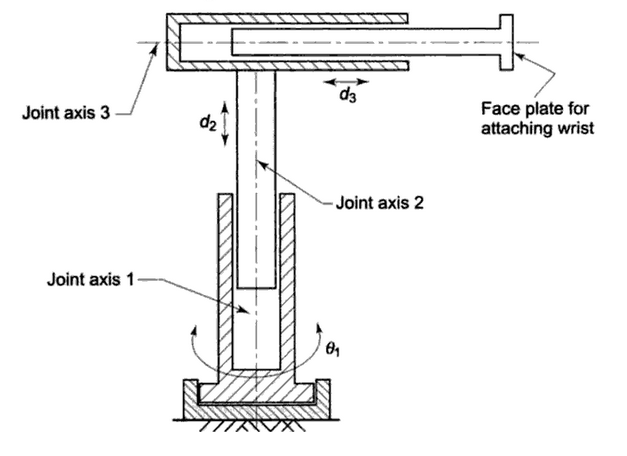 d₃
Joint axis 3
Face plate for
attaching wrist
d₂
Joint axis 2
Joint axis 1
θ₁